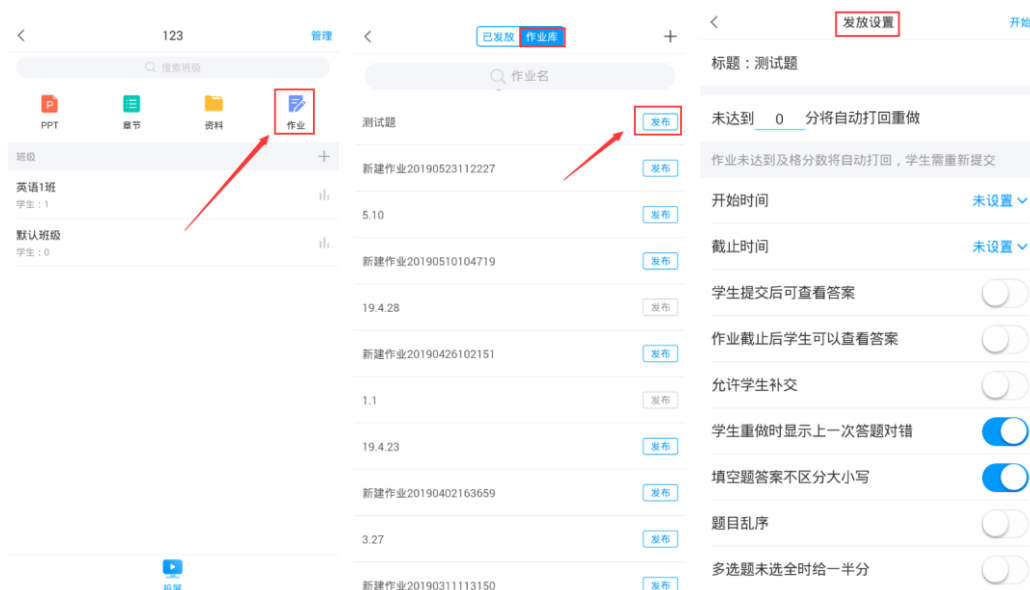 123
管理
搜索班级
PPT
章节
资料
作业
班级
英语1班
学生：1
默认班级
学生：0
投屏
已发放 作业库
作业名
测试题 发布
新建作业20190523112227 发布
5.10 发布
新建作业20190510104719 发布
19.4.28 发布
新建作业20190426102151 发布
1.1 发布
19.4.23 发布
新建作业20190402163659 发布
3.27 发布
新建作业20190311113150 发布
发放设置
开始
标题：测试题
未达到 0 分将自动打回重做
作业未达到及格分数将自动打回，学生需重新提交
开始时间 未设置
截止时间 未设置
学生提交后可查看答案
作业截止后学生可以查看答案
允许学生补交
学生重做时显示上一次答题对错
填空题答案不区分大小写
题目乱序
多选题未选全时给一半分